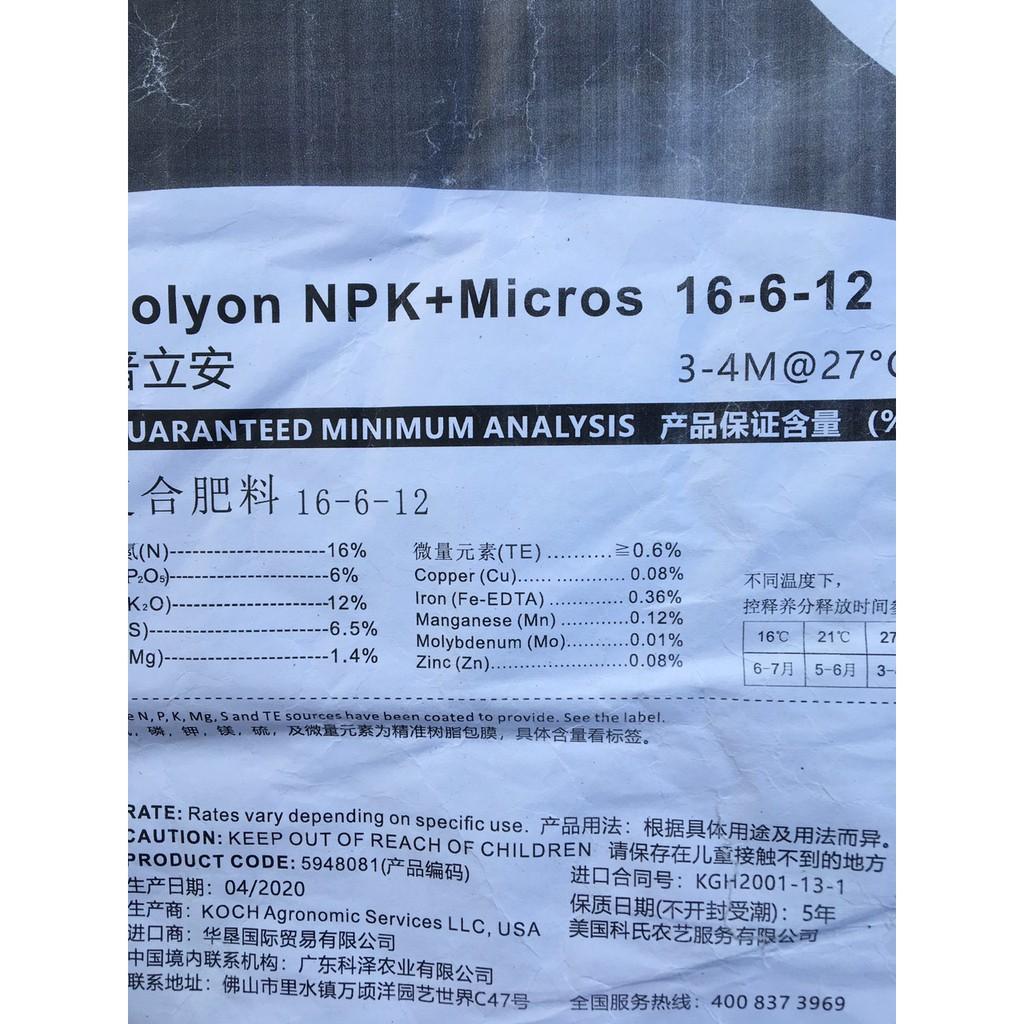 olyon NPK+Micros 16-6-12
普立安 3-4M@27°C
UARANTEED MINIMUM ANALYSIS 产品保证含量 (%
合肥料 16-6-12
氮(N)----------------------16%
P₂O₅)----------------------6%
K₂O)----------------------12%
S)-------------------------6.5%
Mg)-----------------------1.4%
微量元素(TE)..........≧0.6%
Copper (Cu)...... ............ 0.08%
Iron (Fe-EDTA) ............ 0.36%
Manganese (Mn) ...........0.12%
Molybdenum (Mo)..........0.01%
Zinc (Zn)......................0.08%
不同温度下，
控释养分释放时间
16℃ 21℃ 27
6-7月 5-6月 3-
e N, P, K, Mg, S and TE sources have been coated to provide. See the label.
，磷，钾，镁，硫，及微量元素为精准树脂包膜，具体含量看标签。
RATE: Rates vary depending on specific use. 产品用法：根据具体用途及用法而异。
CAUTION: KEEP OUT OF REACH OF CHILDREN 请保存在儿童接触不到的地方
PRODUCT CODE: 5948081(产品编码) 进口合同号：KGH2001-13-1
生产日期：04/2020 保质日期(不开封受潮)：5年
生产商：KOCH Agronomic Services LLC, USA 美国科氏农艺服务有限公司
进口商：华垦国际贸易有限公司
中国境内联系机构：广东科泽农业有限公司
联系地址：佛山市里水镇万顷洋园艺世界C47号 全国服务热线：400 837 3969